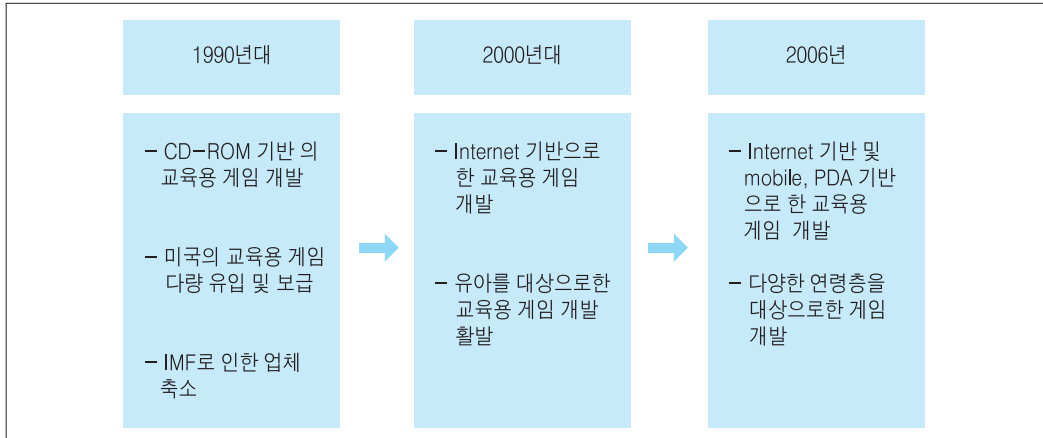 1990년대
- CD-ROM 기반 의
교육용 게임 개발
- 미국의 교육용 게임
다량 유입 및 보급
- IMF로 인한 업체
축소
2000년대
- Internet 기반으로
한 교육용 게임
개발
- 유아를 대상으로한
교육용 게임 개발
활발
2006년
- Internet 기반 및
mobile, PDA 기반
으로 한 교육용
게임 개발
- 다양한 연령층을
대상으로한 게임
개발